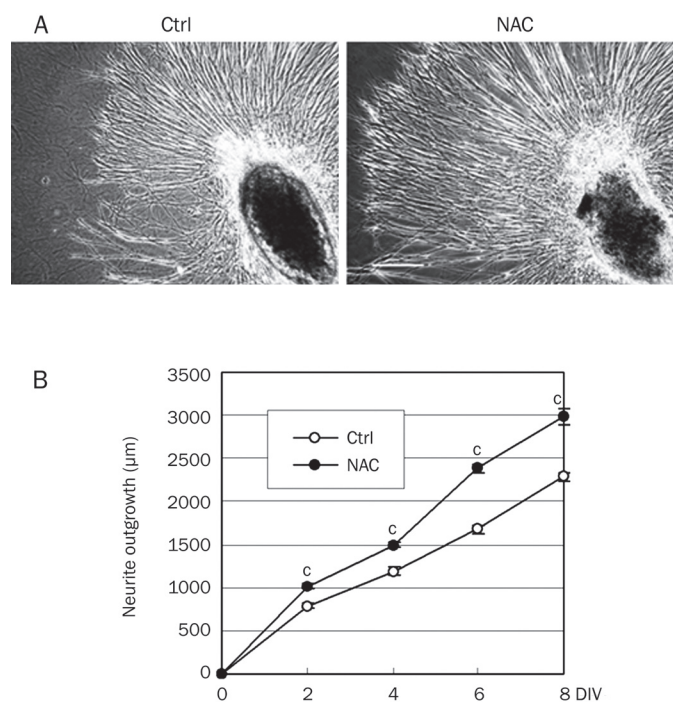 A
Ctrl
NAC
B
3500
3000
2500
2000
1500
1000
500
0
Neurite outgrowth (μm)
Ctrl
NAC
c
c
c
c
0 2 4 6 8 DIV